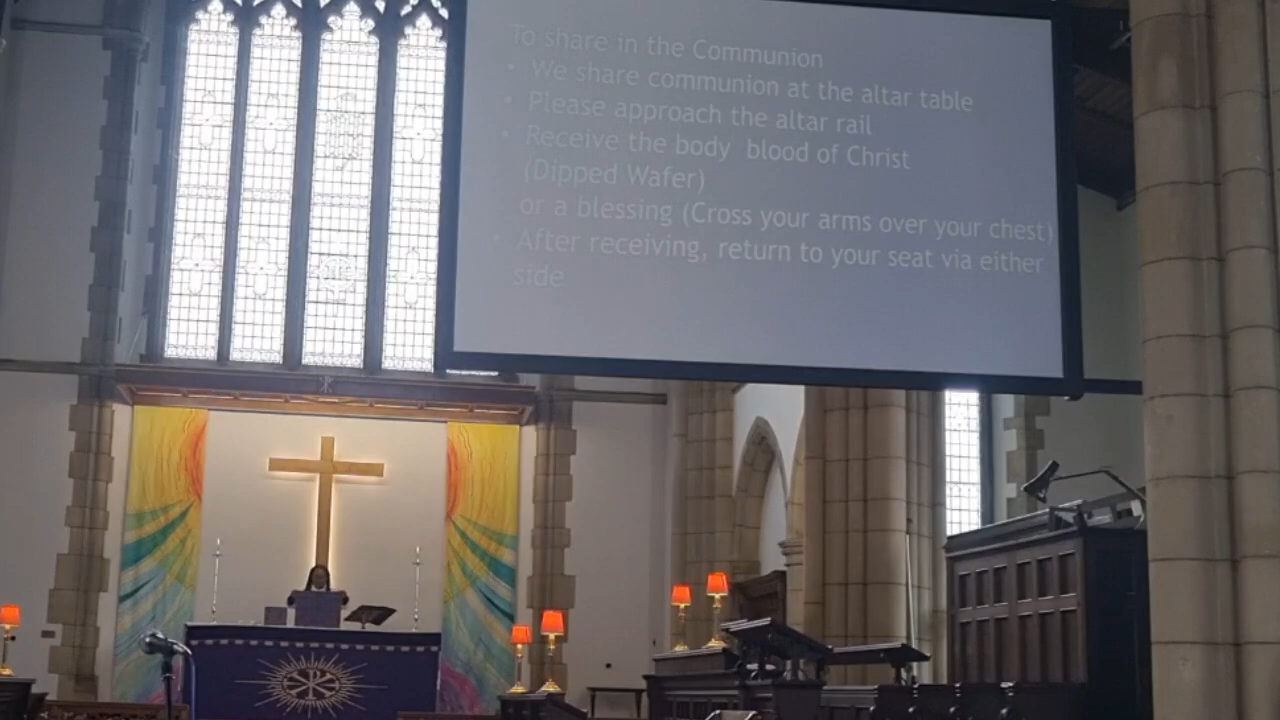 To share in the Communion
• We share communion at the altar table
• Please approach the altar rail
• Receive the body blood of Christ
(Dipped Wafer)
or a blessing (Cross your arms over your chest)
• After receiving, return to your seat via either
side